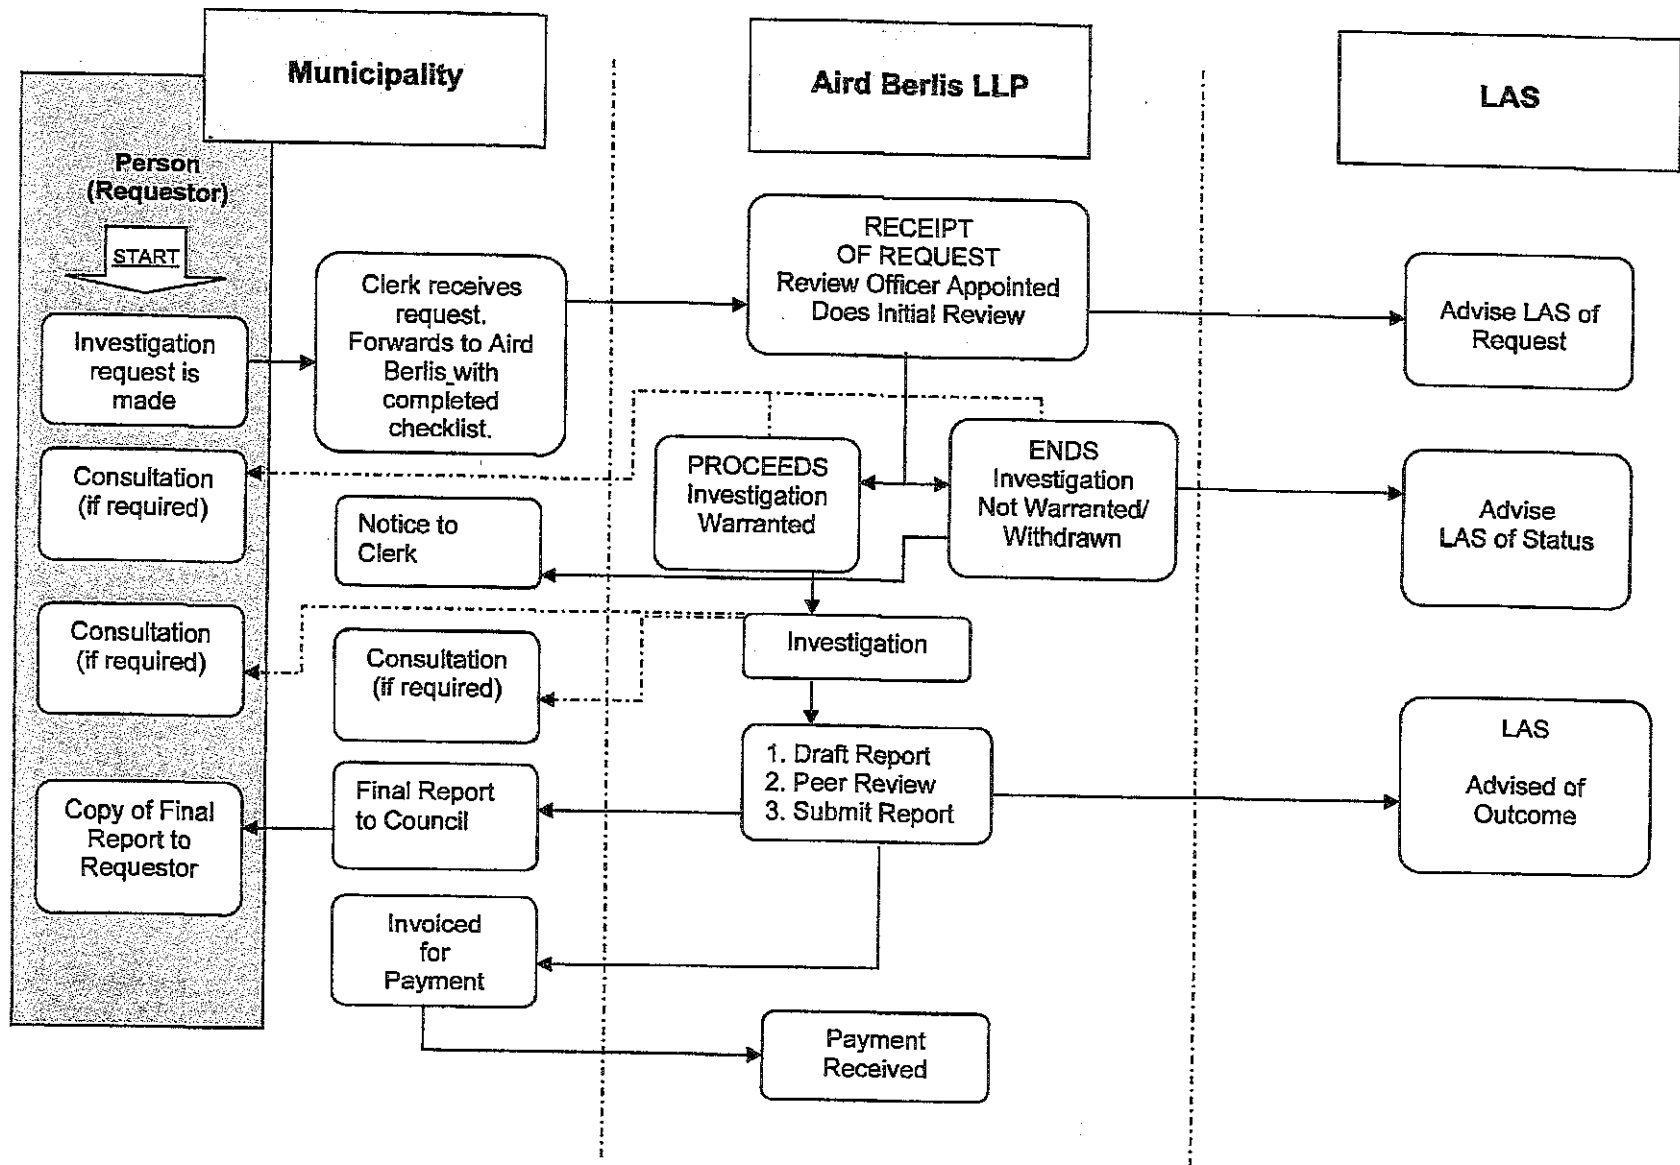 Municipality
Aird Berlis LLP
LAS
Person
(Requestor)
START
Investigation
request is
made
Clerk receives
request.
Forwards to Aird
Berlis with
completed
checklist.
RECEIPT
OF REQUEST
Review Officer Appointed
Does Initial Review
Advise LAS of
Request
Consultation
(if required)
Notice to
Clerk
PROCEEDS
Investigation
Warranted
ENDS
Investigation
Not Warranted/
Withdrawn
Advise
LAS of Status
Consultation
(if required)
Consultation
(if required)
Investigation
1. Draft Report
2. Peer Review
3. Submit Report
LAS
Advised of
Outcome
Copy of Final
Report to
Requestor
Final Report
to Council
Invoiced
for
Payment
Payment
Received